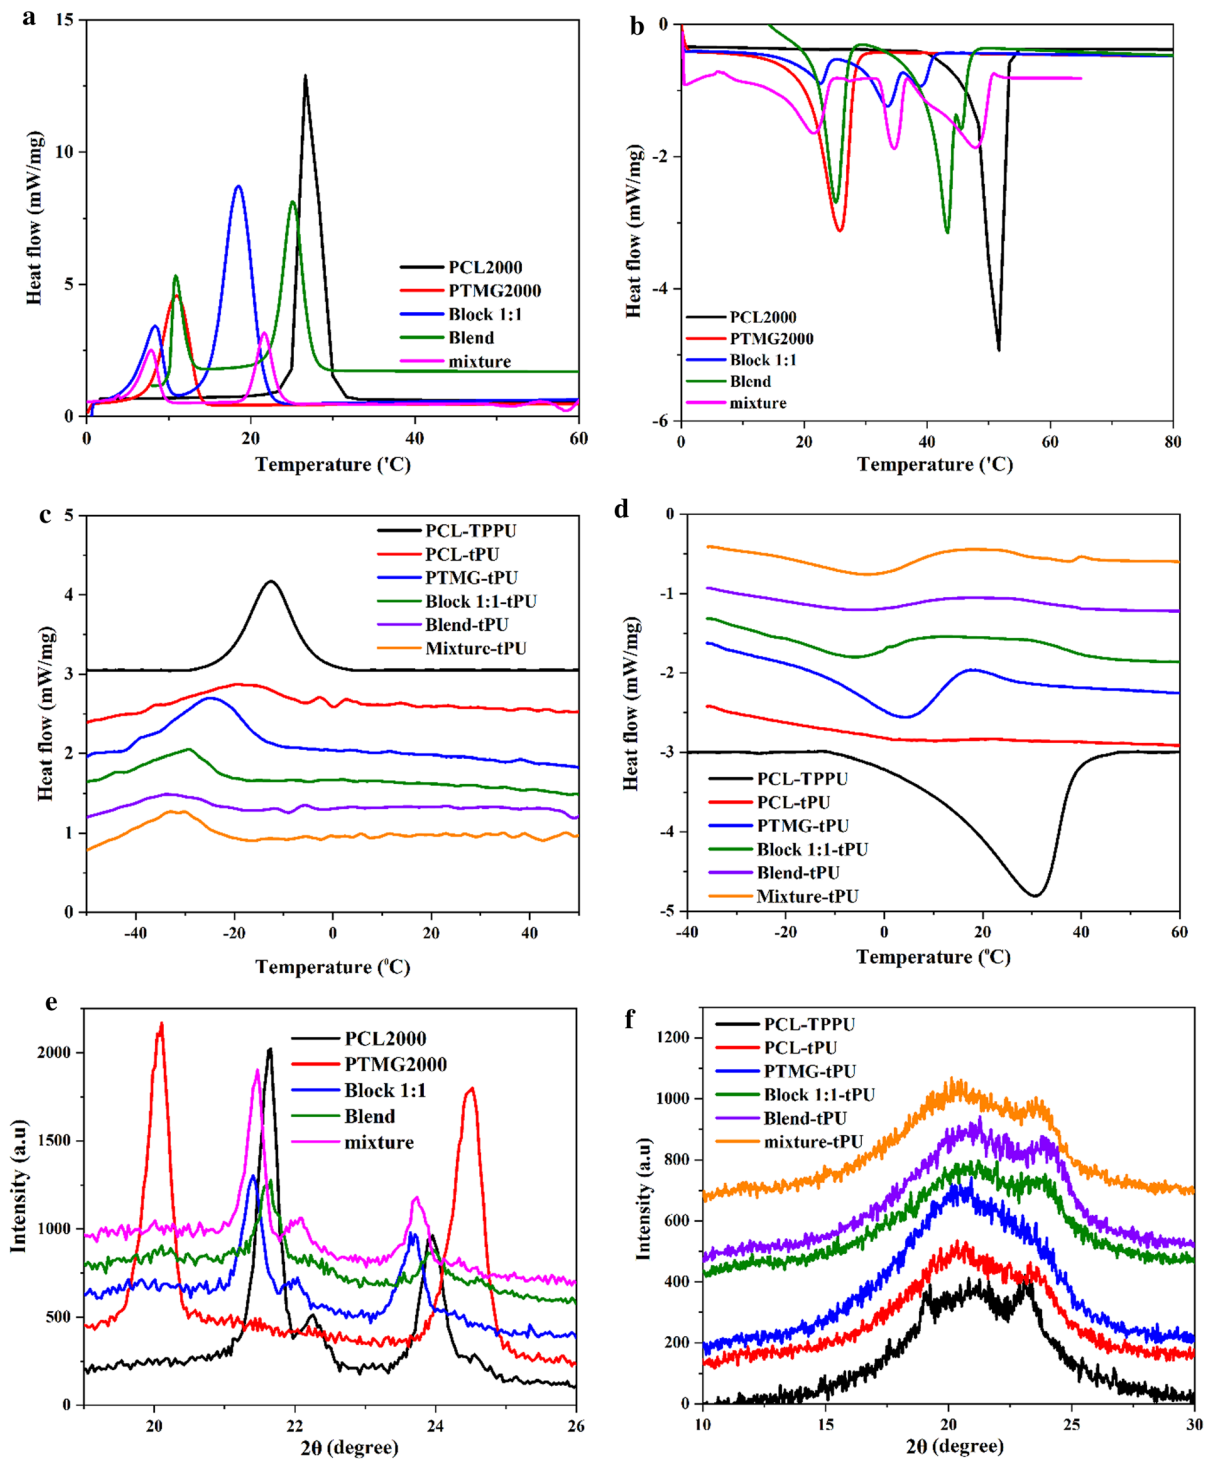 a
15
10
5
0
Heat flow (mW/mg)
PCL2000
PTMG2000
Block 1:1
Blend
mixture
0 20 40 60
Temperature ('C)
b
0
-2
-4
-6
Heat flow (mW/mg)
PCL2000
PTMG2000
Block 1:1
Blend
mixture
0 20 40 60 80
Temperature ('C)
c
5
4
3
2
1
0
Heat flow (mW/mg)
PCL-TPPU
PCL-tPU
PTMG-tPU
Block 1:1-tPU
Blend-tPU
Mixture-tPU
-40 -20 0 20 40
Temperature (⁰C)
d
0
-1
-2
-3
-4
-5
Heat flow (mW/mg)
PCL-TPPU
PCL-tPU
PTMG-tPU
Block 1:1-tPU
Blend-tPU
Mixture-tPU
-40 -20 0 20 40 60
Temperature (⁰C)
e
2000
1500
1000
500
0
Intensity (a.u)
PCL2000
PTMG2000
Block 1:1
Blend
mixture
20 22 24 26
2θ (degree)
f
1200
1000
800
600
400
200
0
Intensity (a.u)
PCL-TPPU
PCL-tPU
PTMG-tPU
Block 1:1-tPU
Blend-tPU
mixture-tPU
10 15 20 25 30
2θ (degree)